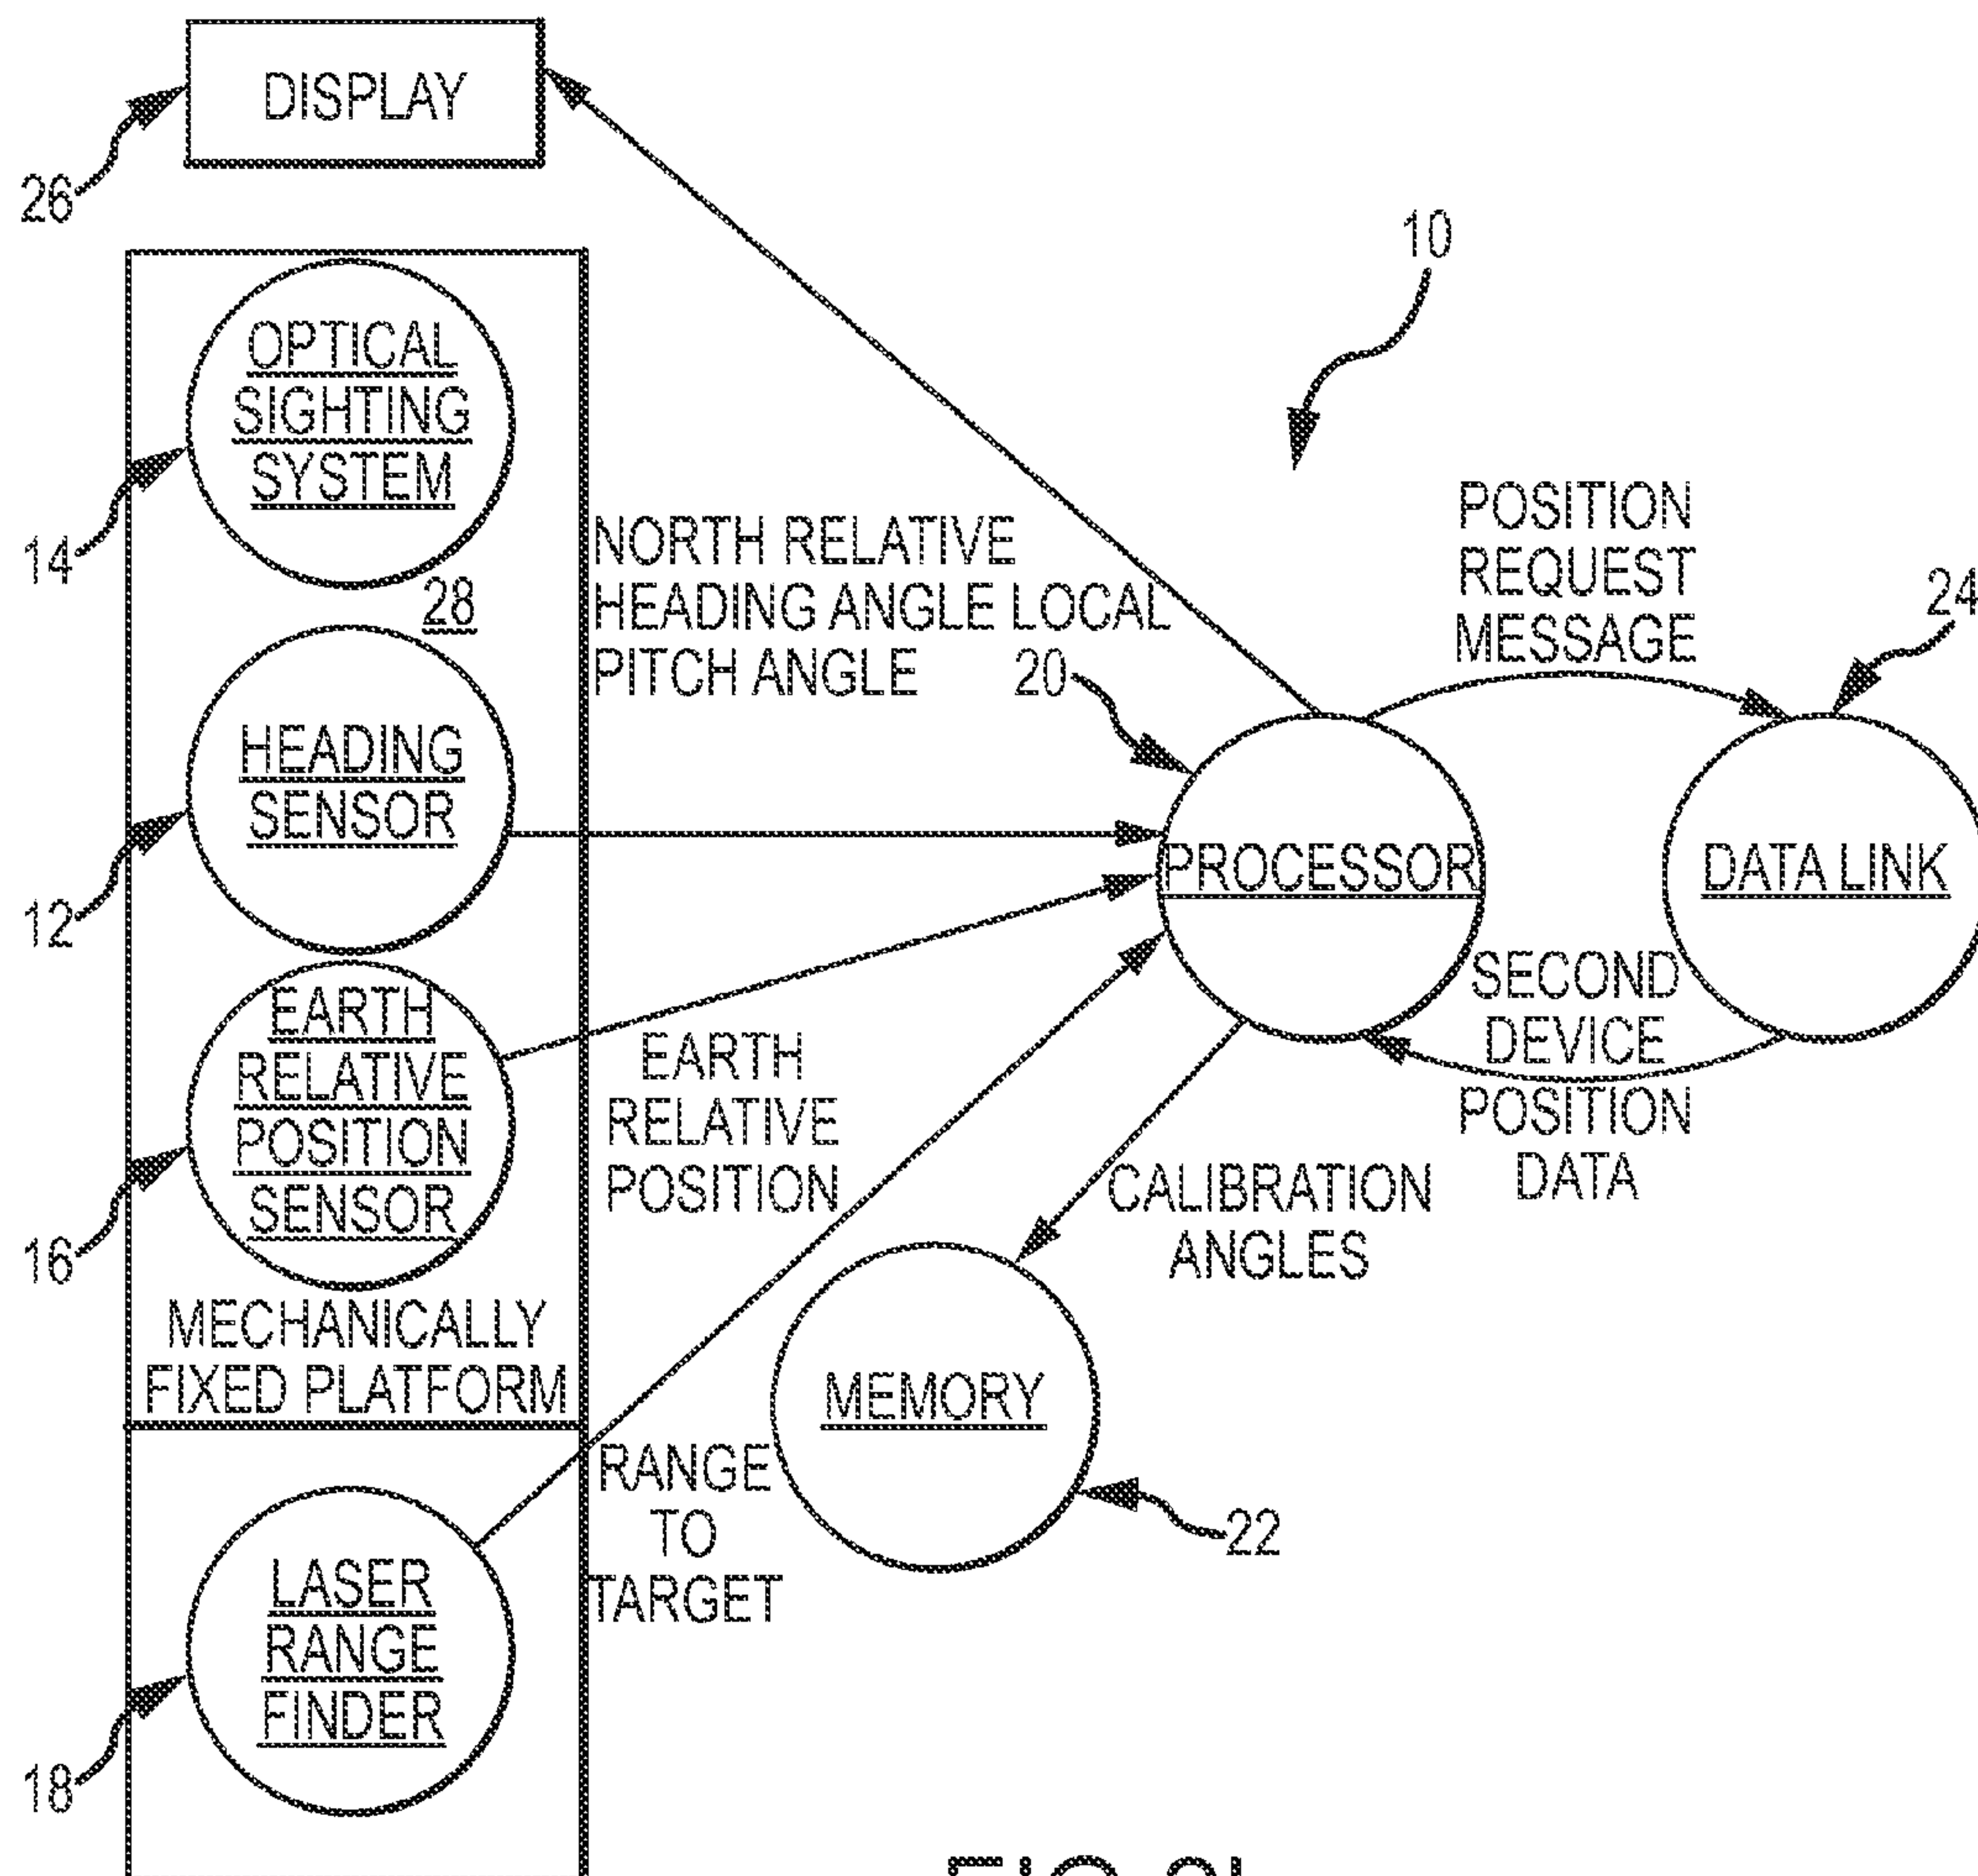 DISPLAY
26
10
OPTICAL
SIGHTING
SYSTEM
14
28
NORTH RELATIVE
HEADING ANGLE LOCAL
PITCH ANGLE
20
POSITION
REQUEST
MESSAGE
24
HEADING
SENSOR
12
PROCESSOR
DATA LINK
SECOND
DEVICE
POSITION
DATA
EARTH
RELATIVE
POSITION
SENSOR
16
EARTH
RELATIVE
POSITION
CALIBRATION
ANGLES
MECHANICALLY
FIXED PLATFORM
MEMORY
22
RANGE
TO
TARGET
LASER
RANGE
FINDER
18